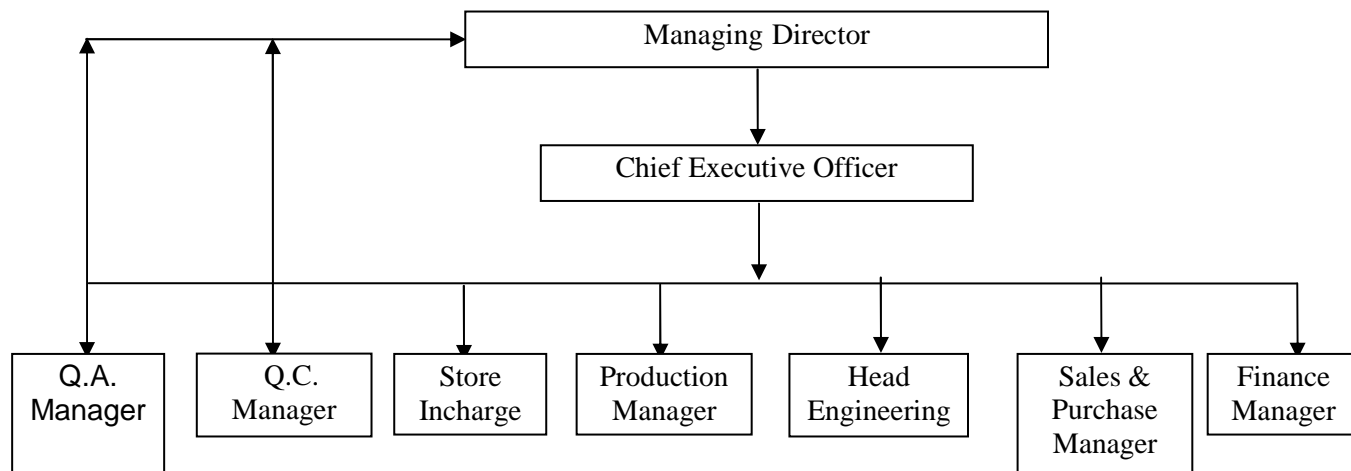 Managing Director
Chief Executive Officer
Q.A.
Manager
Q.C.
Manager
Store
Incharge
Production
Manager
Head
Engineering
Sales &
Purchase
Manager
Finance
Manager